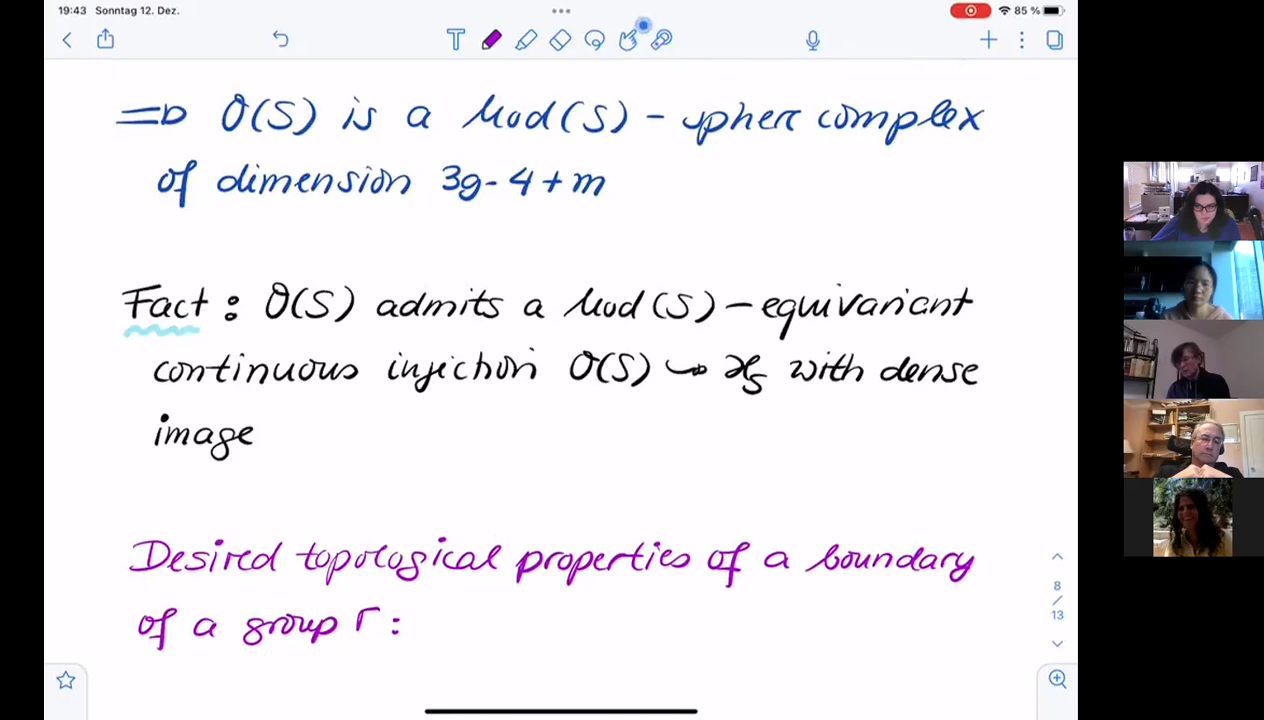 19:43 Sonntag 12. Dez.
85 %
⇒ O(S) is a Mod(S) - sphere complex
of dimension 3g-4+m
Fact : O(S) admits a Mod(S) - equivariant
continuous injection O(S) ↪ 𝒳_S with dense
image
Desired topological properties of a boundary
of a group Γ :
8
/
13